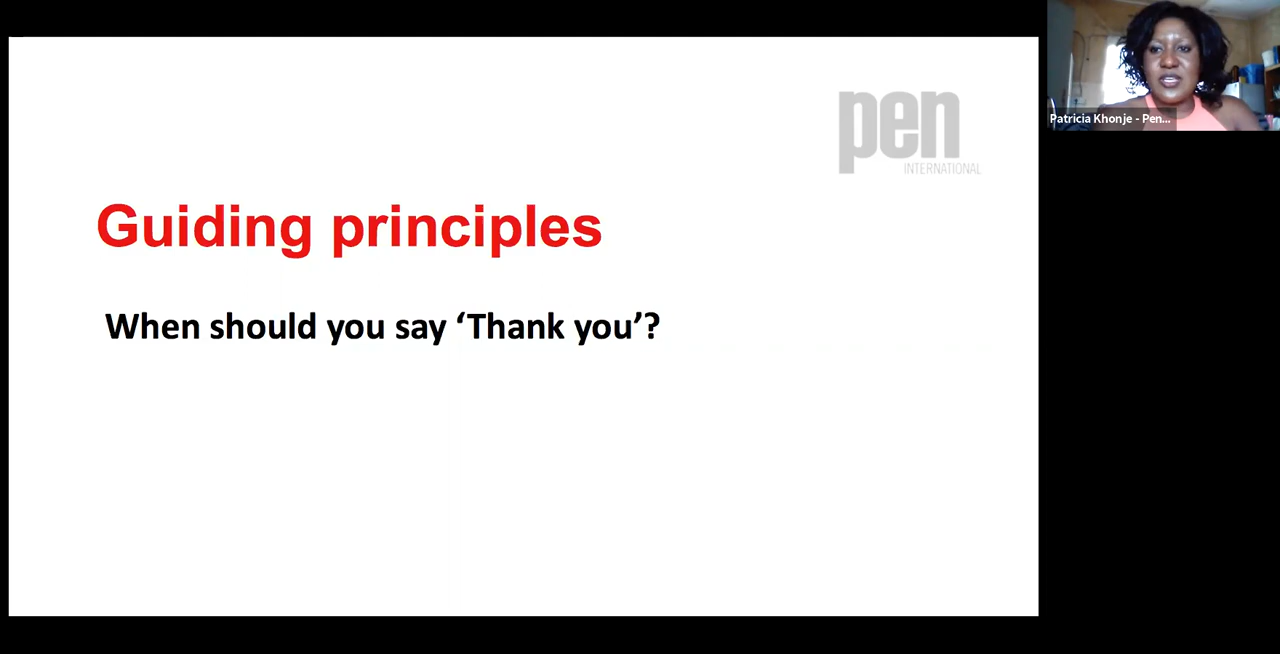 pen
INTERNATIONAL
Guiding principles
When should you say ‘Thank you’?
Patricia Khonje - Pen...